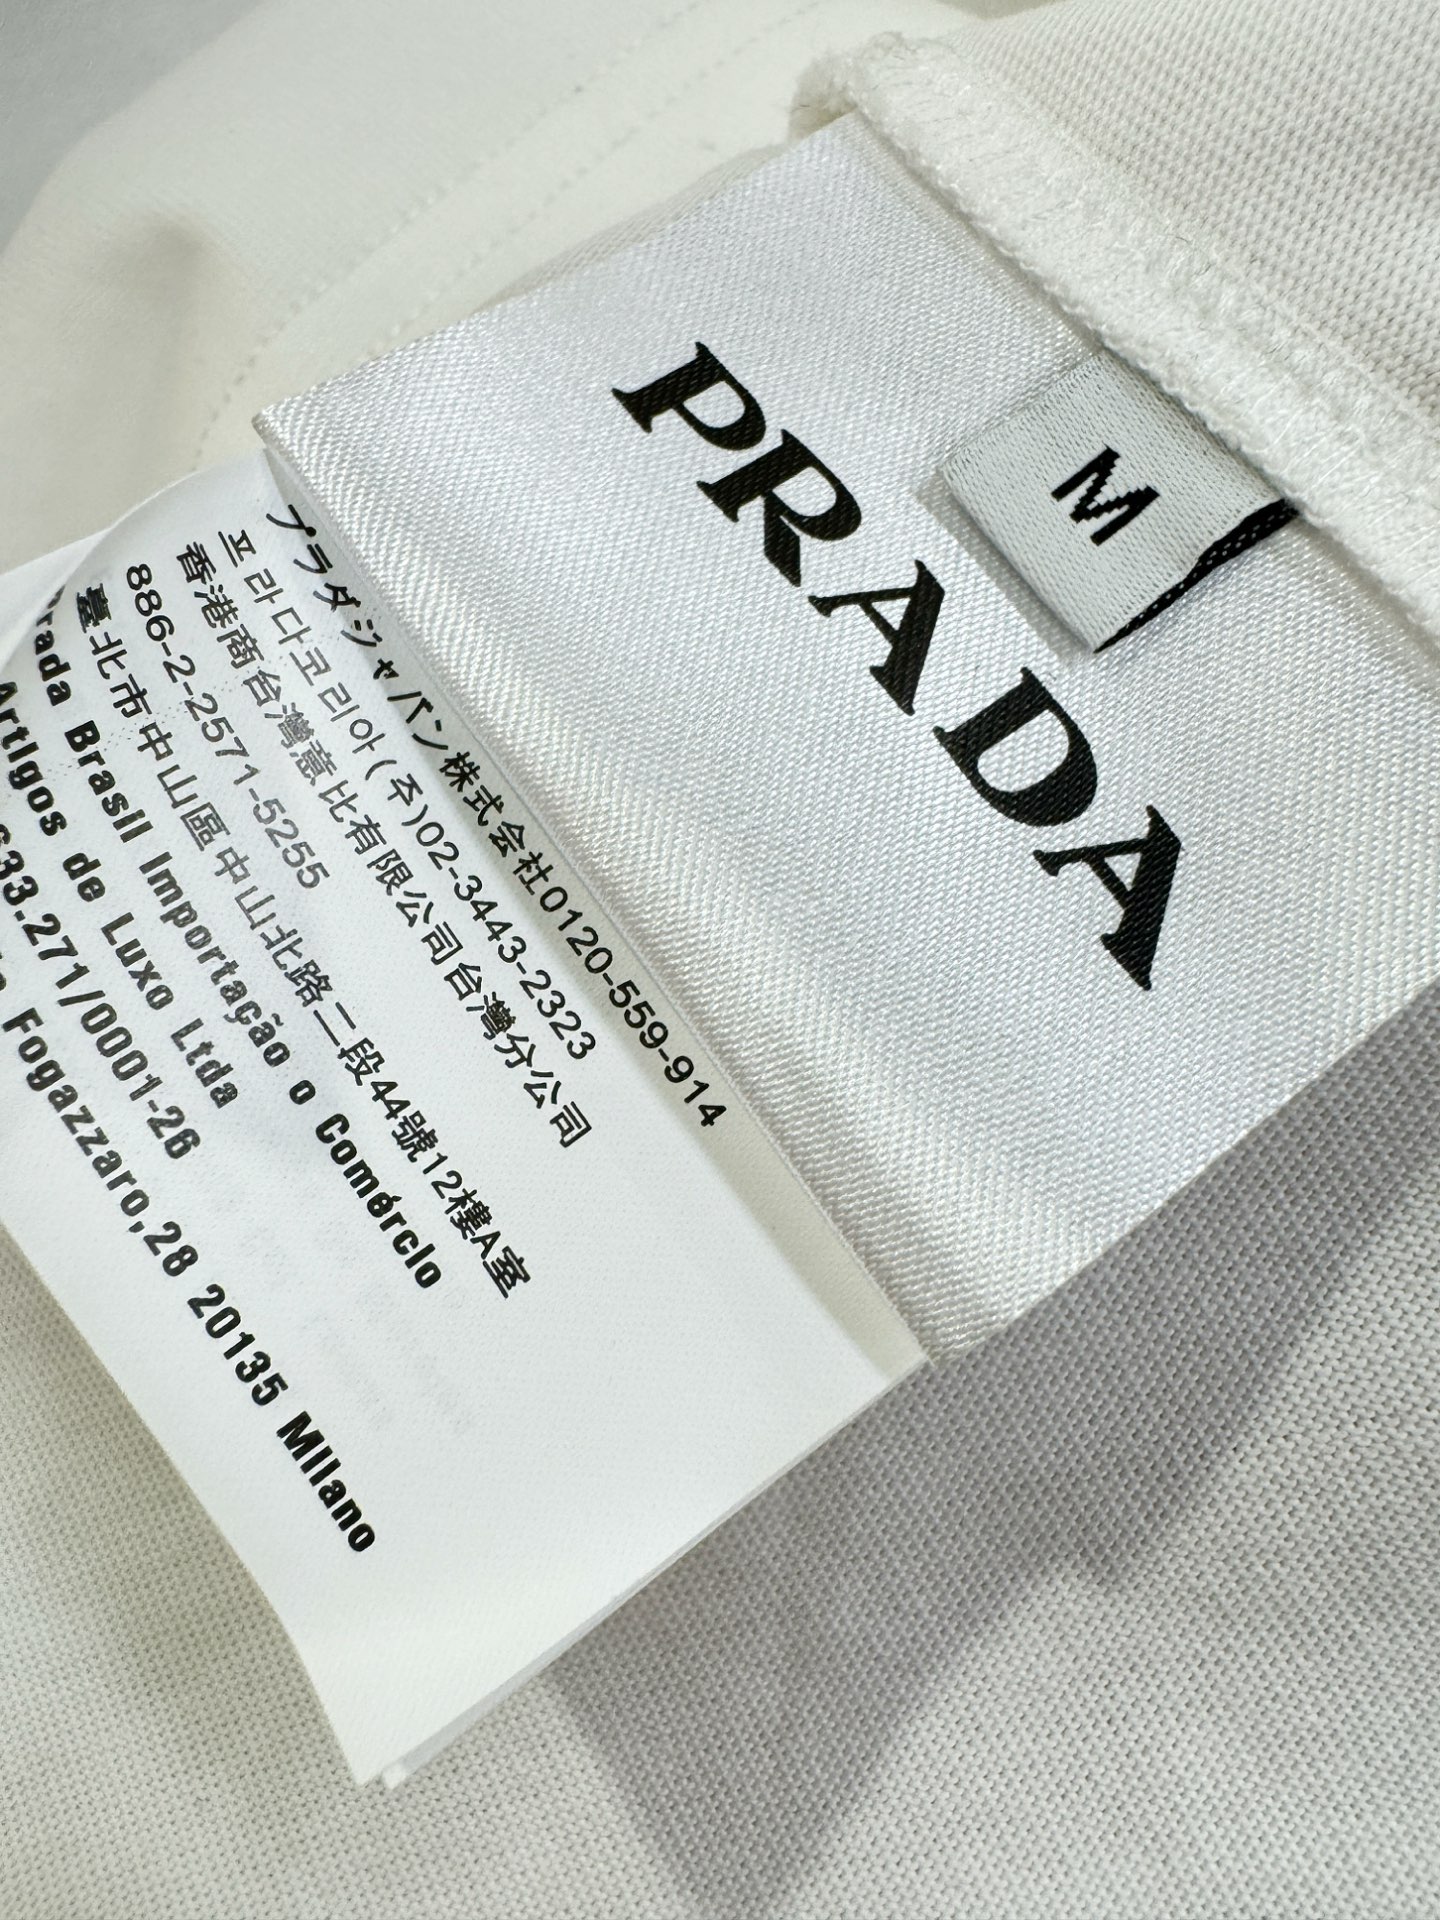 PRADA
M
プラダジャパン株式会社0120-559-914
프라다코리아(주)02-3443-2323
香港商台灣蕙比有限公司台灣分公司
886-2-2571-5255
臺北市中山區中山北路二段44號12樓A室
Brasil Importação o Comércio
Artigos de Luxo Ltda
633.271/0001-26
Fogazzaro,28 20135 Milano